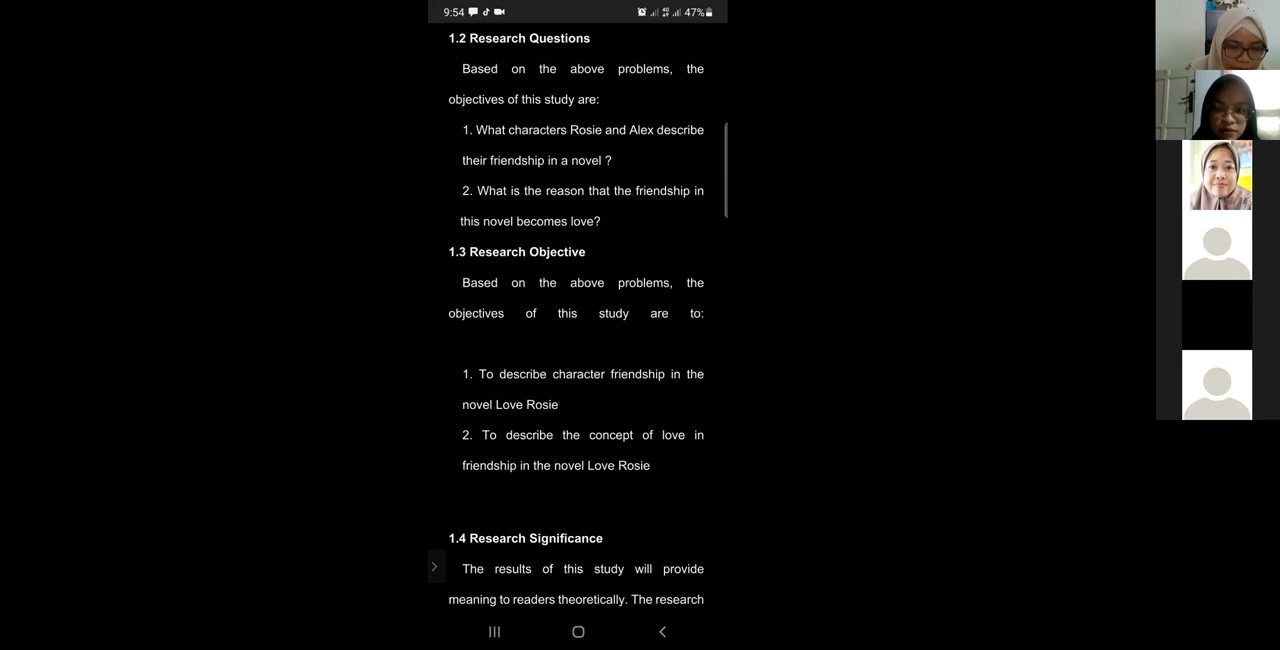 9:54
4G
47%
1.2 Research Questions
Based on the above problems, the
objectives of this study are:
1. What characters Rosie and Alex describe
their friendship in a novel ?
2. What is the reason that the friendship in
this novel becomes love?
1.3 Research Objective
Based on the above problems, the
objectives of this study are to:
1. To describe character friendship in the
novel Love Rosie
2. To describe the concept of love in
friendship in the novel Love Rosie
1.4 Research Significance
The results of this study will provide
meaning to readers theoretically. The research